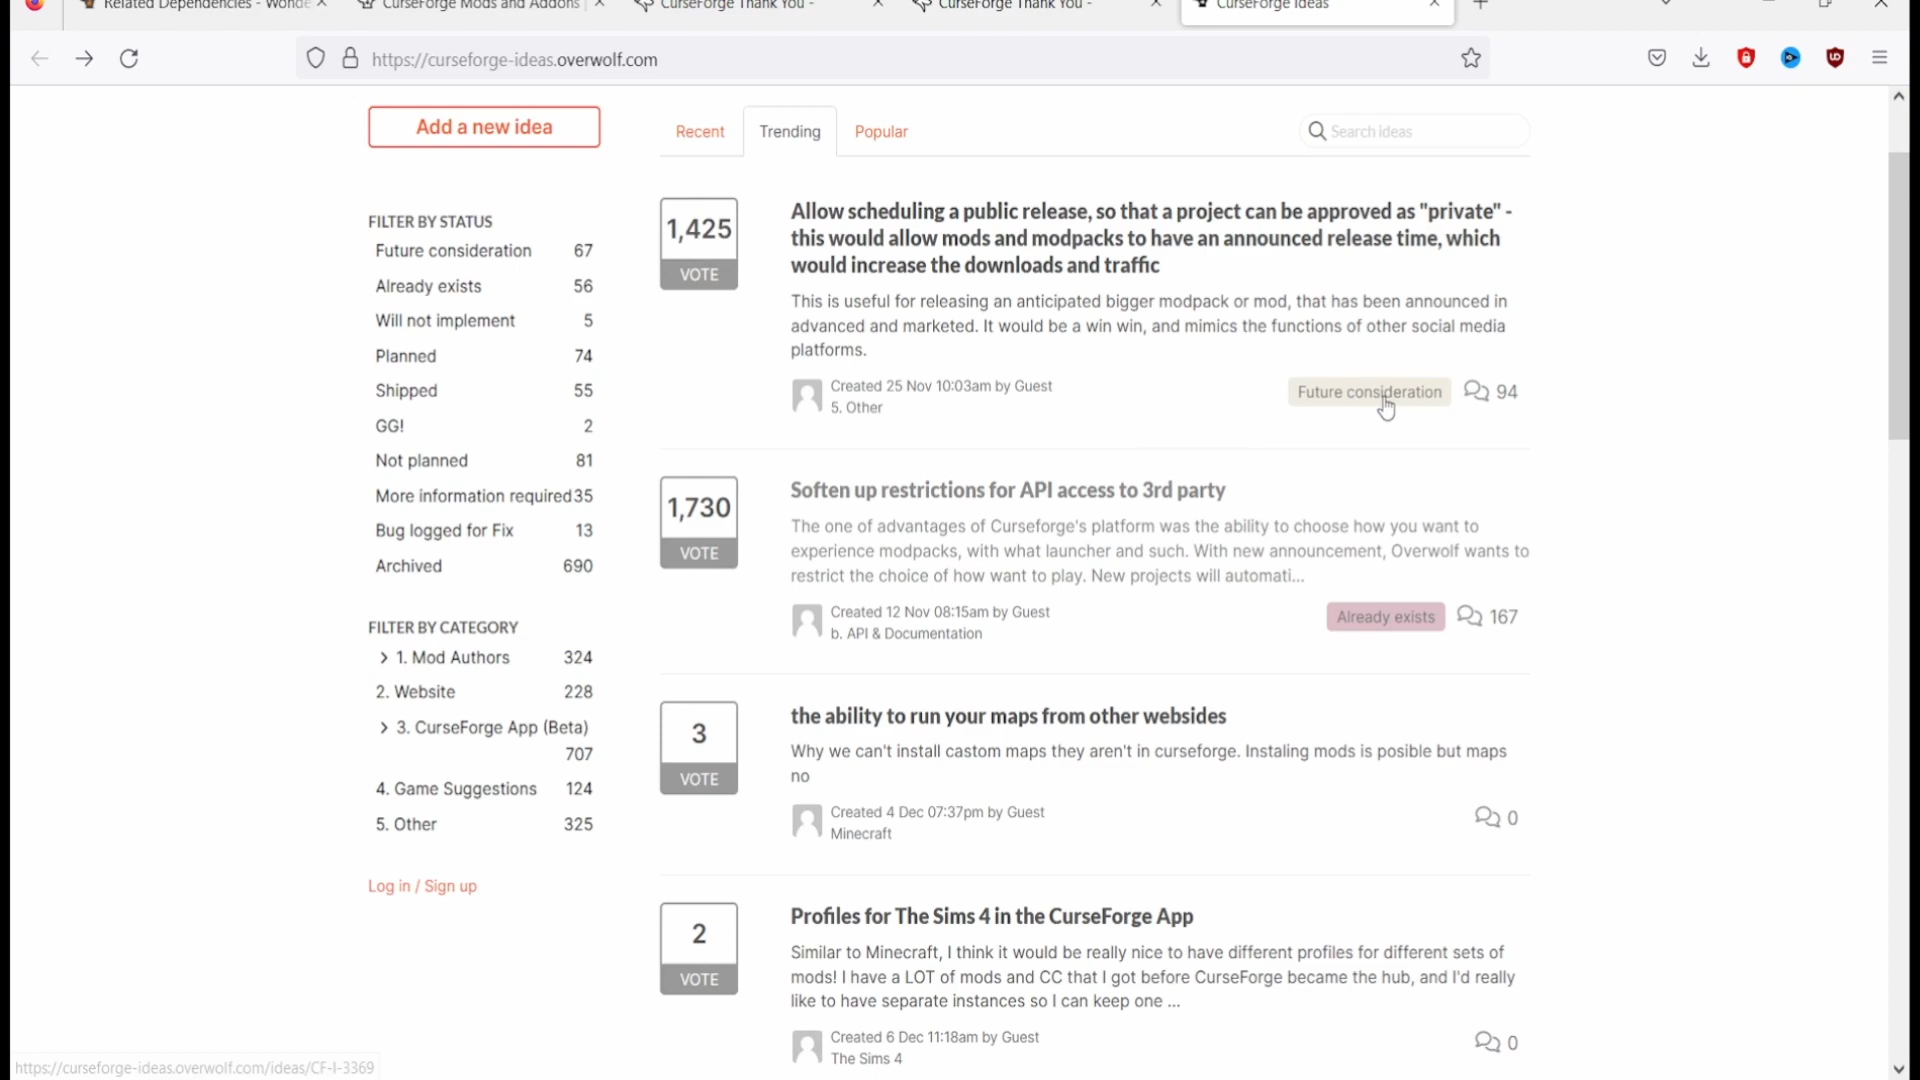 Related Dependencies - Wonde
CurseForge Mods and Addons |
CurseForge Thank You -
CurseForge Thank You -
CurseForge Ideas
https://curseforge-ideas.overwolf.com
Add a new idea
Recent
Trending
Popular
Search ideas
FILTER BY STATUS
Future consideration 67
Already exists 56
Will not implement 5
Planned 74
Shipped 55
GG! 2
Not planned 81
More information required 35
Bug logged for Fix 13
Archived 690
FILTER BY CATEGORY
1. Mod Authors 324
2. Website 228
3. CurseForge App (Beta)
707
4. Game Suggestions 124
5. Other 325
Log in / Sign up
1,425
VOTE
Allow scheduling a public release, so that a project can be approved as "private" -
this would allow mods and modpacks to have an announced release time, which
would increase the downloads and traffic
This is useful for releasing an anticipated bigger modpack or mod, that has been announced in
advanced and marketed. It would be a win win, and mimics the functions of other social media
platforms.
Created 25 Nov 10:03am by Guest
5. Other
Future consideration 94
1,730
VOTE
Soften up restrictions for API access to 3rd party
The one of advantages of Curseforge's platform was the ability to choose how you want to
experience modpacks, with what launcher and such. With new announcement, Overwolf wants to
restrict the choice of how want to play. New projects will automati...
Created 12 Nov 08:15am by Guest
b. API & Documentation
Already exists 167
3
VOTE
the ability to run your maps from other websides
Why we can't install castom maps they aren't in curseforge. Instaling mods is posible but maps
no
Created 4 Dec 07:37pm by Guest
Minecraft
0
2
VOTE
Profiles for The Sims 4 in the CurseForge App
Similar to Minecraft, I think it would be really nice to have different profiles for different sets of
mods! I have a LOT of mods and CC that I got before CurseForge became the hub, and I'd really
like to have separate instances so I can keep one ...
Created 6 Dec 11:18am by Guest
The Sims 4
0
https://curseforge-ideas.overwolf.com/ideas/CF-I-3369